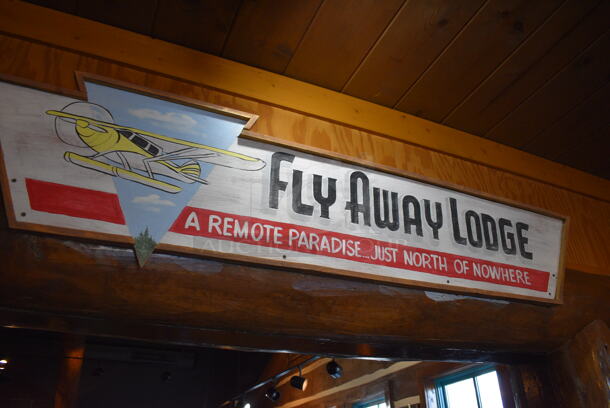 FLY AWAY LODGE
A REMOTE PARADISE...JUST NORTH OF NOWHERE